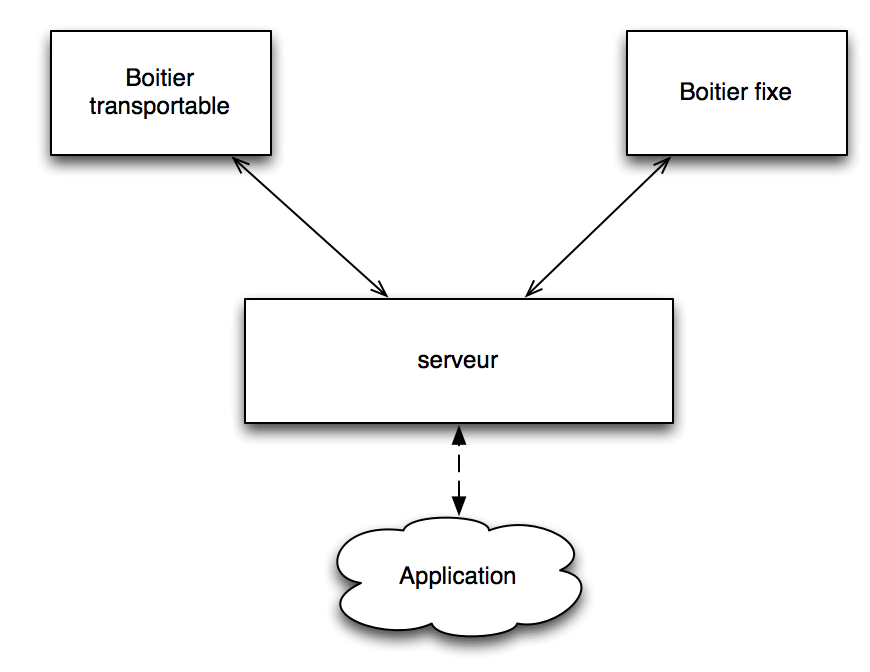 Boitier
transportable
Boitier fixe
serveur
Application